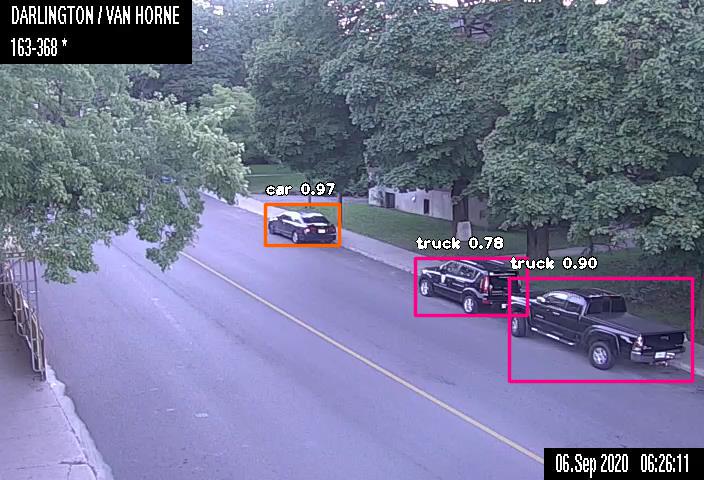 DARLINGTON / VAN HORNE
163-368 *
car 0.97
truck 0.78
truck 0.90
06.Sep 2020 06:26:11